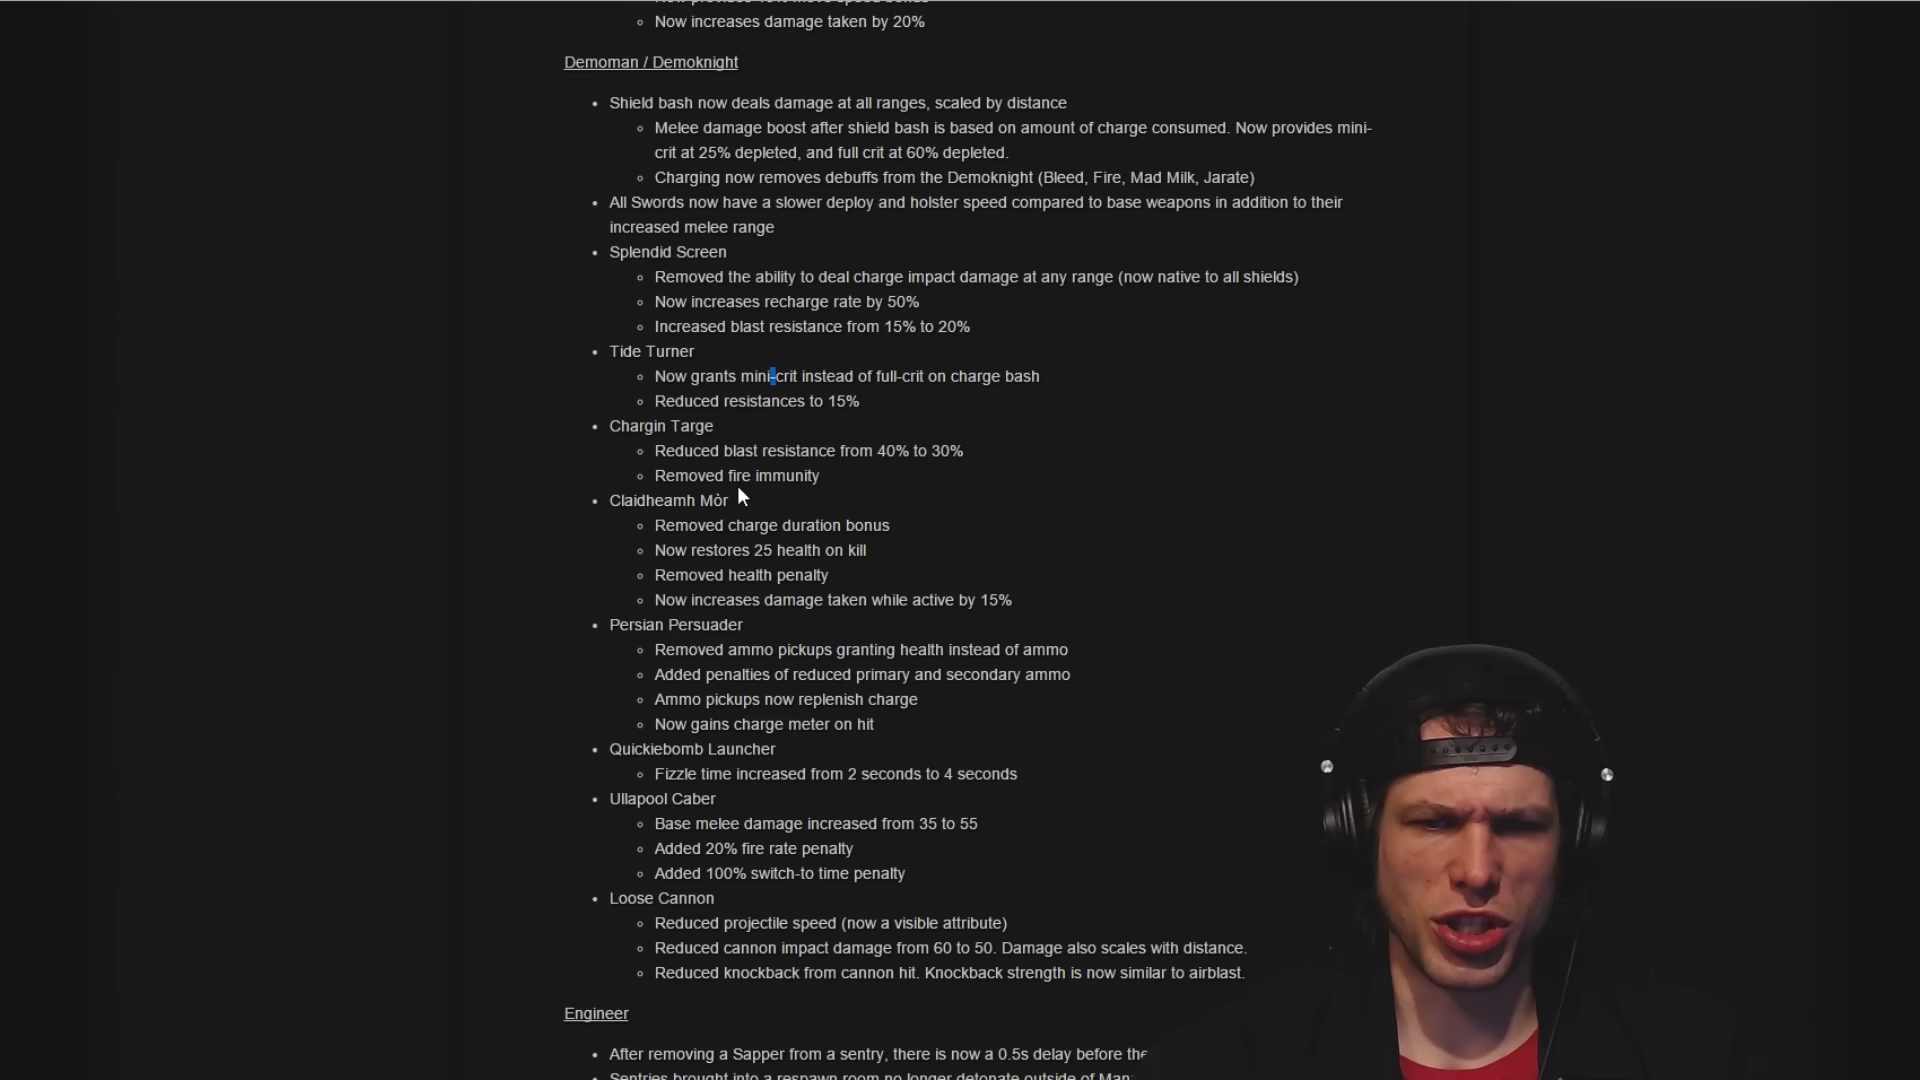 Now increases damage taken by 20%
Demoman / Demoknight
Shield bash now deals damage at all ranges, scaled by distance
Melee damage boost after shield bash is based on amount of charge consumed. Now provides mini-
crit at 25% depleted, and full crit at 60% depleted.
Charging now removes debuffs from the Demoknight (Bleed, Fire, Mad Milk, Jarate)
All Swords now have a slower deploy and holster speed compared to base weapons in addition to their
increased melee range
Splendid Screen
Removed the ability to deal charge impact damage at any range (now native to all shields)
Now increases recharge rate by 50%
Increased blast resistance from 15% to 20%
Tide Turner
Now grants mini-crit instead of full-crit on charge bash
Reduced resistances to 15%
Chargin Targe
Reduced blast resistance from 40% to 30%
Removed fire immunity
Claidheamh Mòr
Removed charge duration bonus
Now restores 25 health on kill
Removed health penalty
Now increases damage taken while active by 15%
Persian Persuader
Removed ammo pickups granting health instead of ammo
Added penalties of reduced primary and secondary ammo
Ammo pickups now replenish charge
Now gains charge meter on hit
Quickiebomb Launcher
Fizzle time increased from 2 seconds to 4 seconds
Ullapool Caber
Base melee damage increased from 35 to 55
Added 20% fire rate penalty
Added 100% switch-to time penalty
Loose Cannon
Reduced projectile speed (now a visible attribute)
Reduced cannon impact damage from 60 to 50. Damage also scales with distance.
Reduced knockback from cannon hit. Knockback strength is now similar to airblast.
Engineer
After removing a Sapper from a sentry, there is now a 0.5s delay before the
Sentries brought into a respawn room no longer detonate outside of